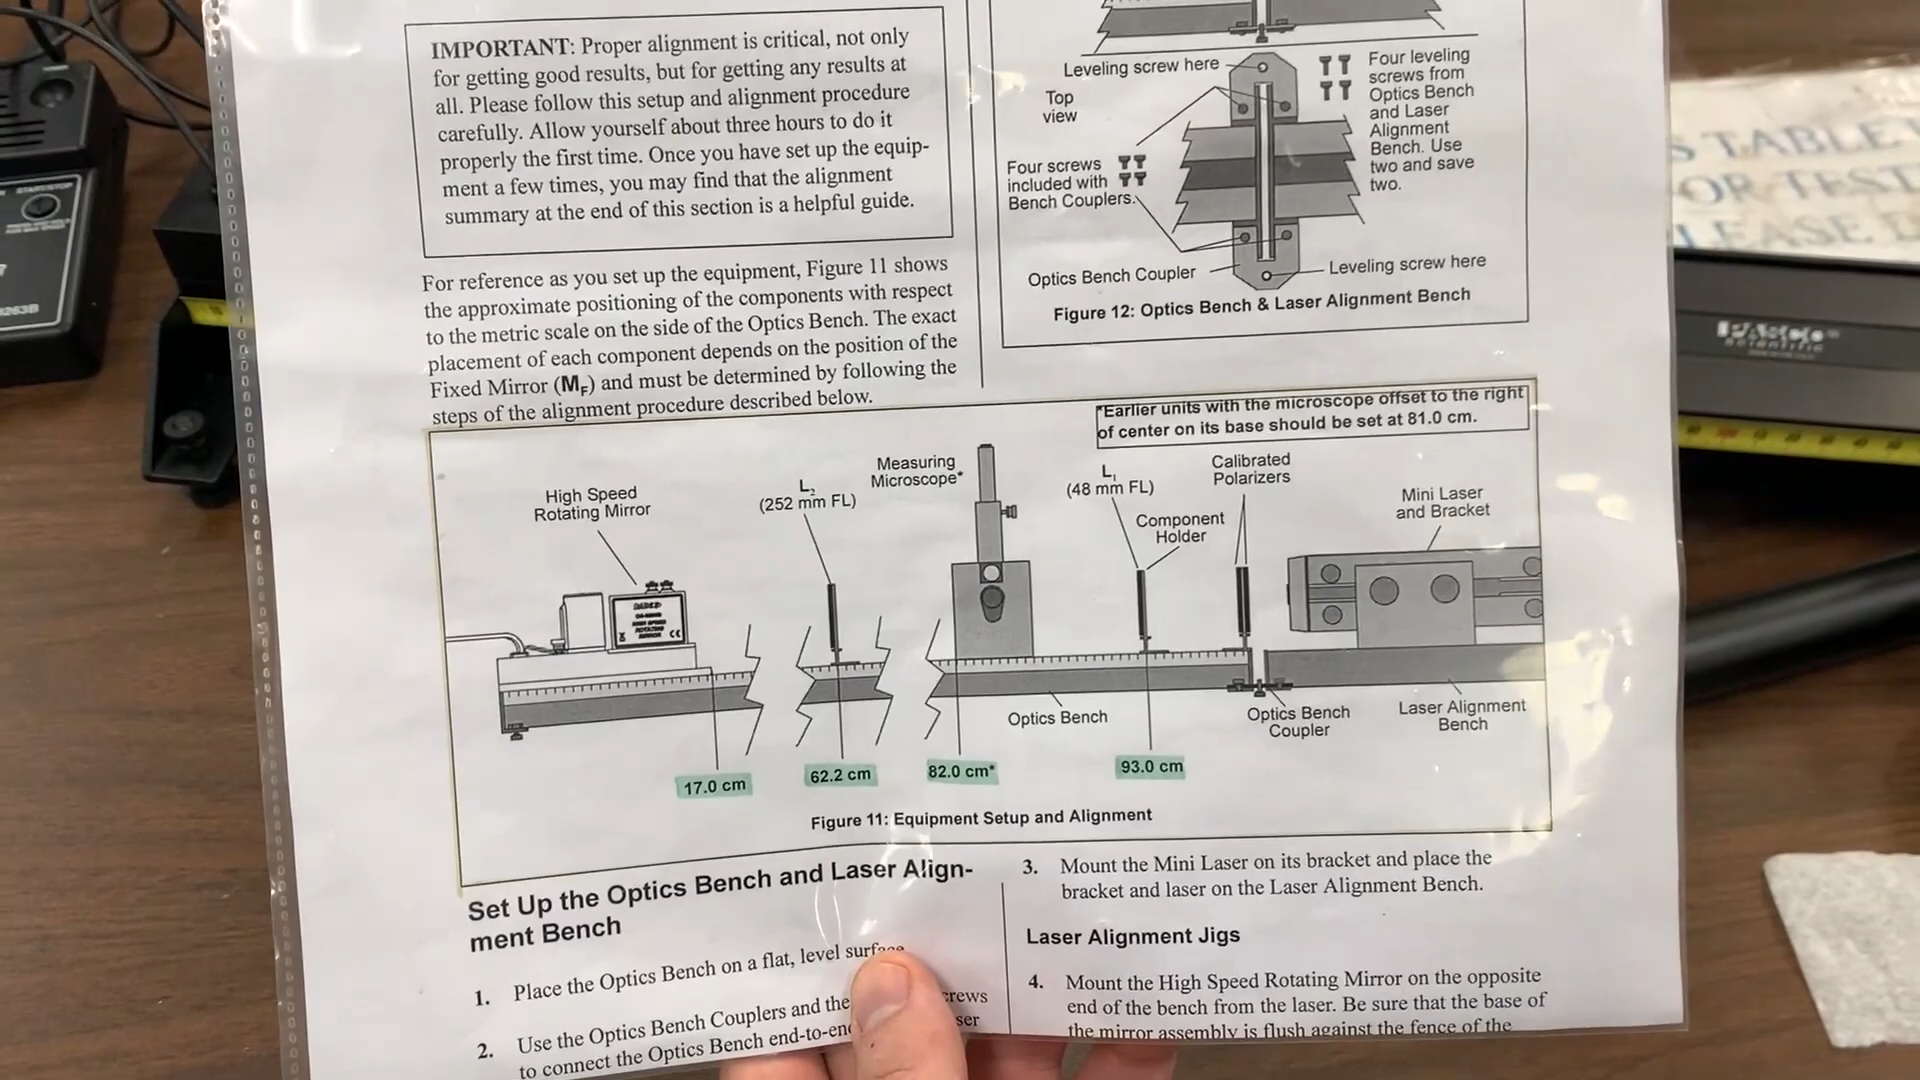 IMPORTANT: Proper alignment is critical, not only
for getting good results, but for getting any results at
all. Please follow this setup and alignment procedure
carefully. Allow yourself about three hours to do it
properly the first time. Once you have set up the equip-
ment a few times, you may find that the alignment
summary at the end of this section is a helpful guide.
For reference as you set up the equipment, Figure 11 shows
the approximate positioning of the components with respect
to the metric scale on the side of the Optics Bench. The exact
placement of each component depends on the position of the
Fixed Mirror (MF) and must be determined by following the
steps of the alignment procedure described below.
Leveling screw here
Top
view
Four leveling
screws from
Optics Bench
and Laser
Alignment
Bench. Use
two and save
two.
Four screws
included with
Bench Couplers.
Optics Bench Coupler
Leveling screw here
Figure 12: Optics Bench & Laser Alignment Bench
*Earlier units with the microscope offset to the right
of center on its base should be set at 81.0 cm.
High Speed
Rotating Mirror
L2
(252 mm FL)
Measuring
Microscope*
L1
(48 mm FL)
Component
Holder
Calibrated
Polarizers
Mini Laser
and Bracket
Optics Bench
Optics Bench
Coupler
Laser Alignment
Bench
17.0 cm
62.2 cm
82.0 cm*
93.0 cm
Figure 11: Equipment Setup and Alignment
Set Up the Optics Bench and Laser Align-
ment Bench
1. Place the Optics Bench on a flat, level surface
2. Use the Optics Bench Couplers and the
to connect the Optics Bench end-to-en
3. Mount the Mini Laser on its bracket and place the
bracket and laser on the Laser Alignment Bench.
Laser Alignment Jigs
4. Mount the High Speed Rotating Mirror on the opposite
end of the bench from the laser. Be sure that the base of
the mirror assembly is flush against the fence of the
TABLE
OR TEST
PASCO
scientific